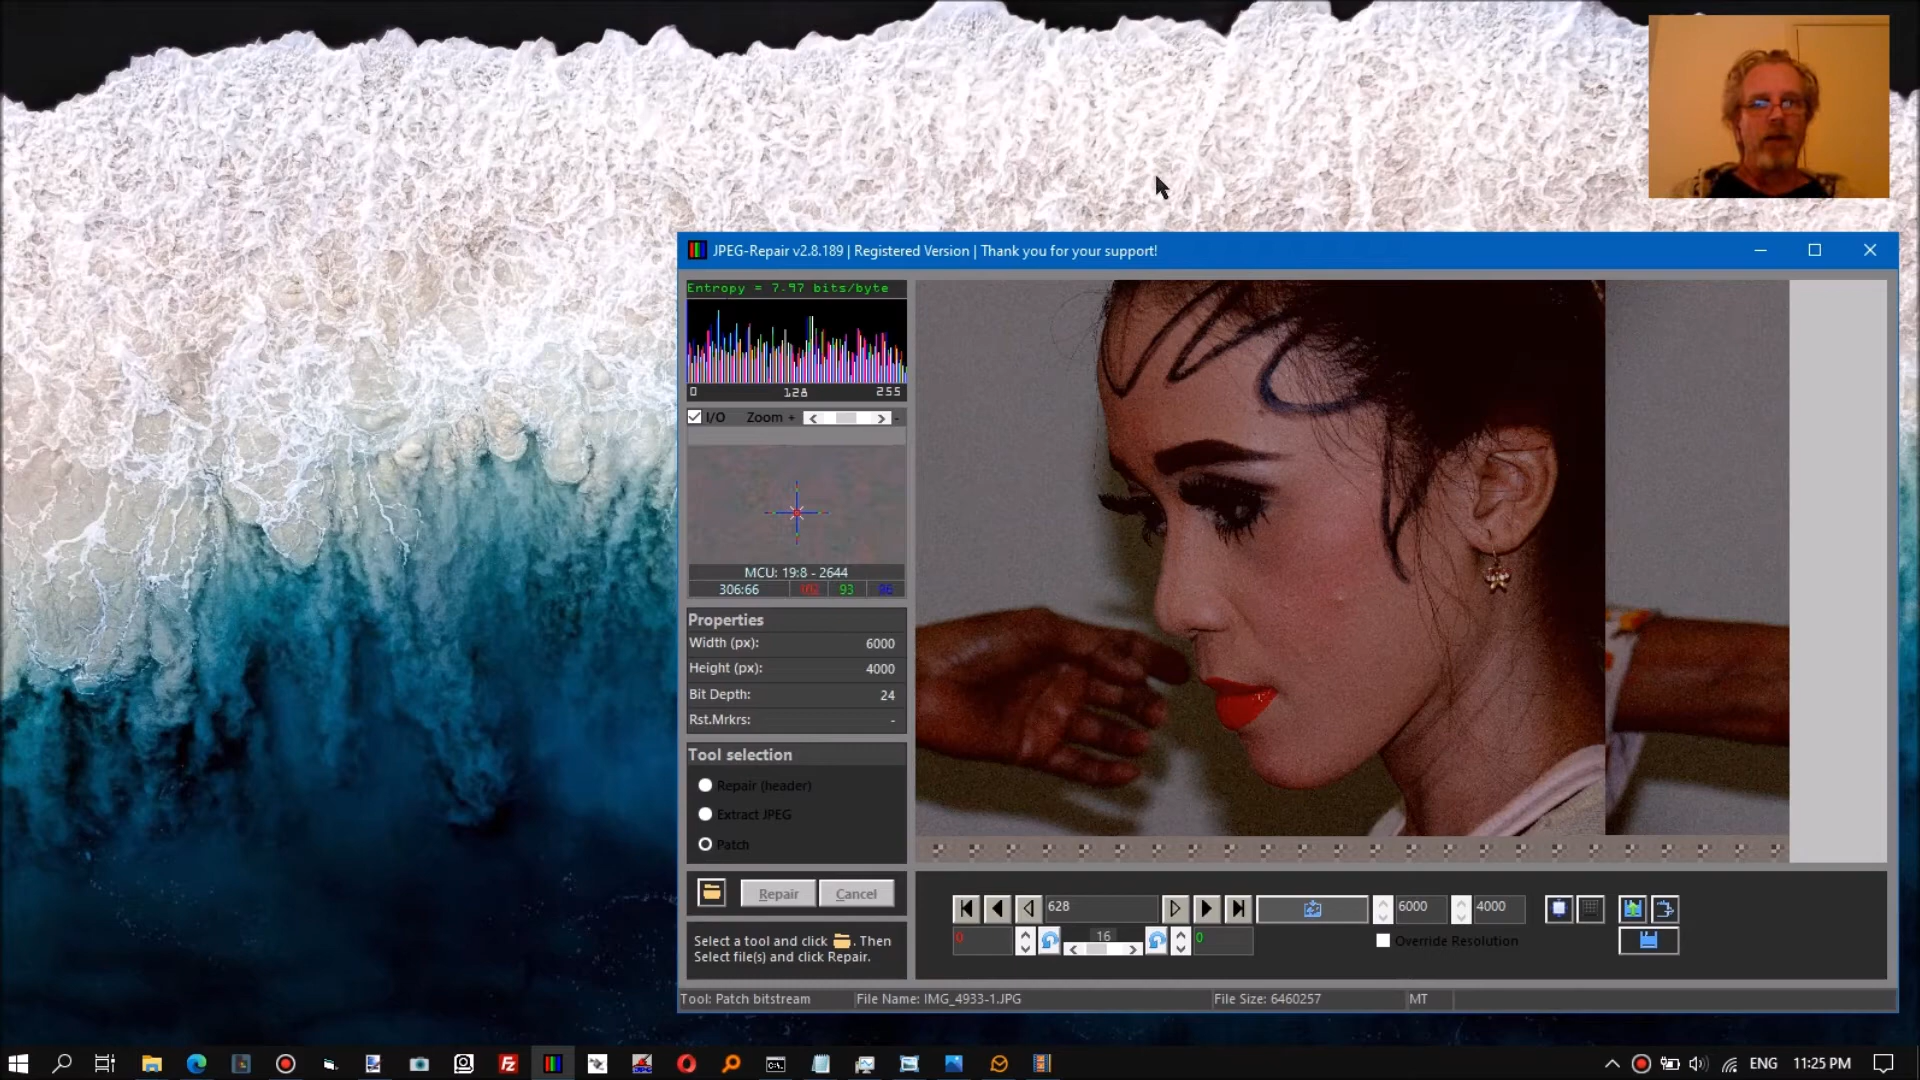 JPEG-Repair v2.8.189 | Registered Version | Thank you for your support!
Entropy = 7.97 bits/byte
0 128 255
I/O Zoom + -
MCU: 19:8 - 2644
306:66 93
Properties
Width (px): 6000
Height (px): 4000
Bit Depth: 24
Rst.Mrkrs: -
Tool selection
Repair (header)
Extract JPEG
Patch
Repair Cancel
628 6000 4000
0 16 0 Override Resolution
Select a tool and click . Then
Select file(s) and click Repair.
Tool: Patch bitstream File Name: IMG_4933-1.JPG File Size: 6460257 MT
ENG 11:25 PM